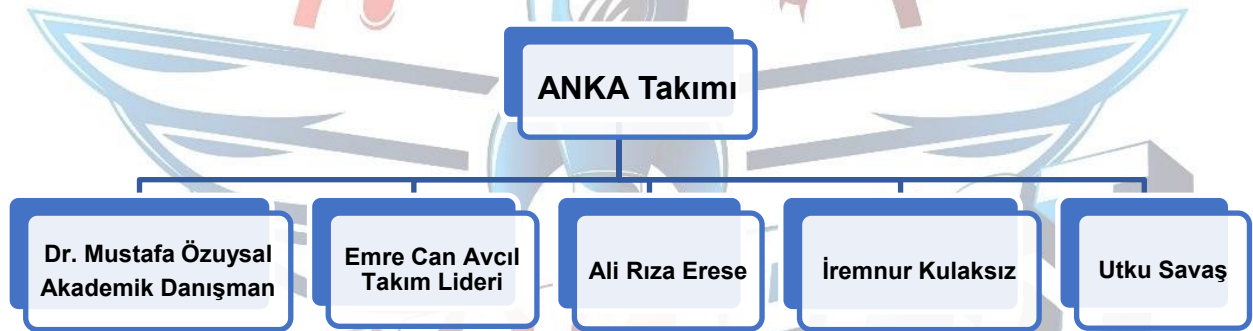 ANKA Takımı
Dr. Mustafa Özuysal
Akademik Danışman
Emre Can Avcıl
Takım Lideri
Ali Rıza Erese
İremnur Kulaksız
Utku Savaş